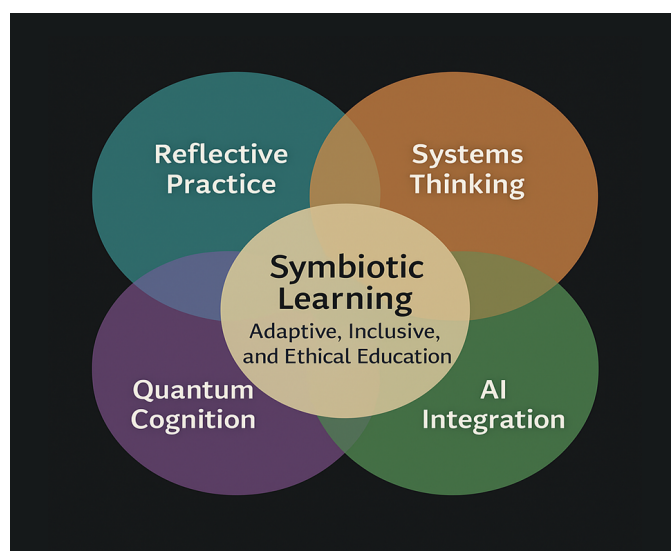 Reflective
Practice
Systems
Thinking
Symbiotic
Learning
Adaptive, Inclusive,
and Ethical Education
Quantum
Cognition
AI
Integration